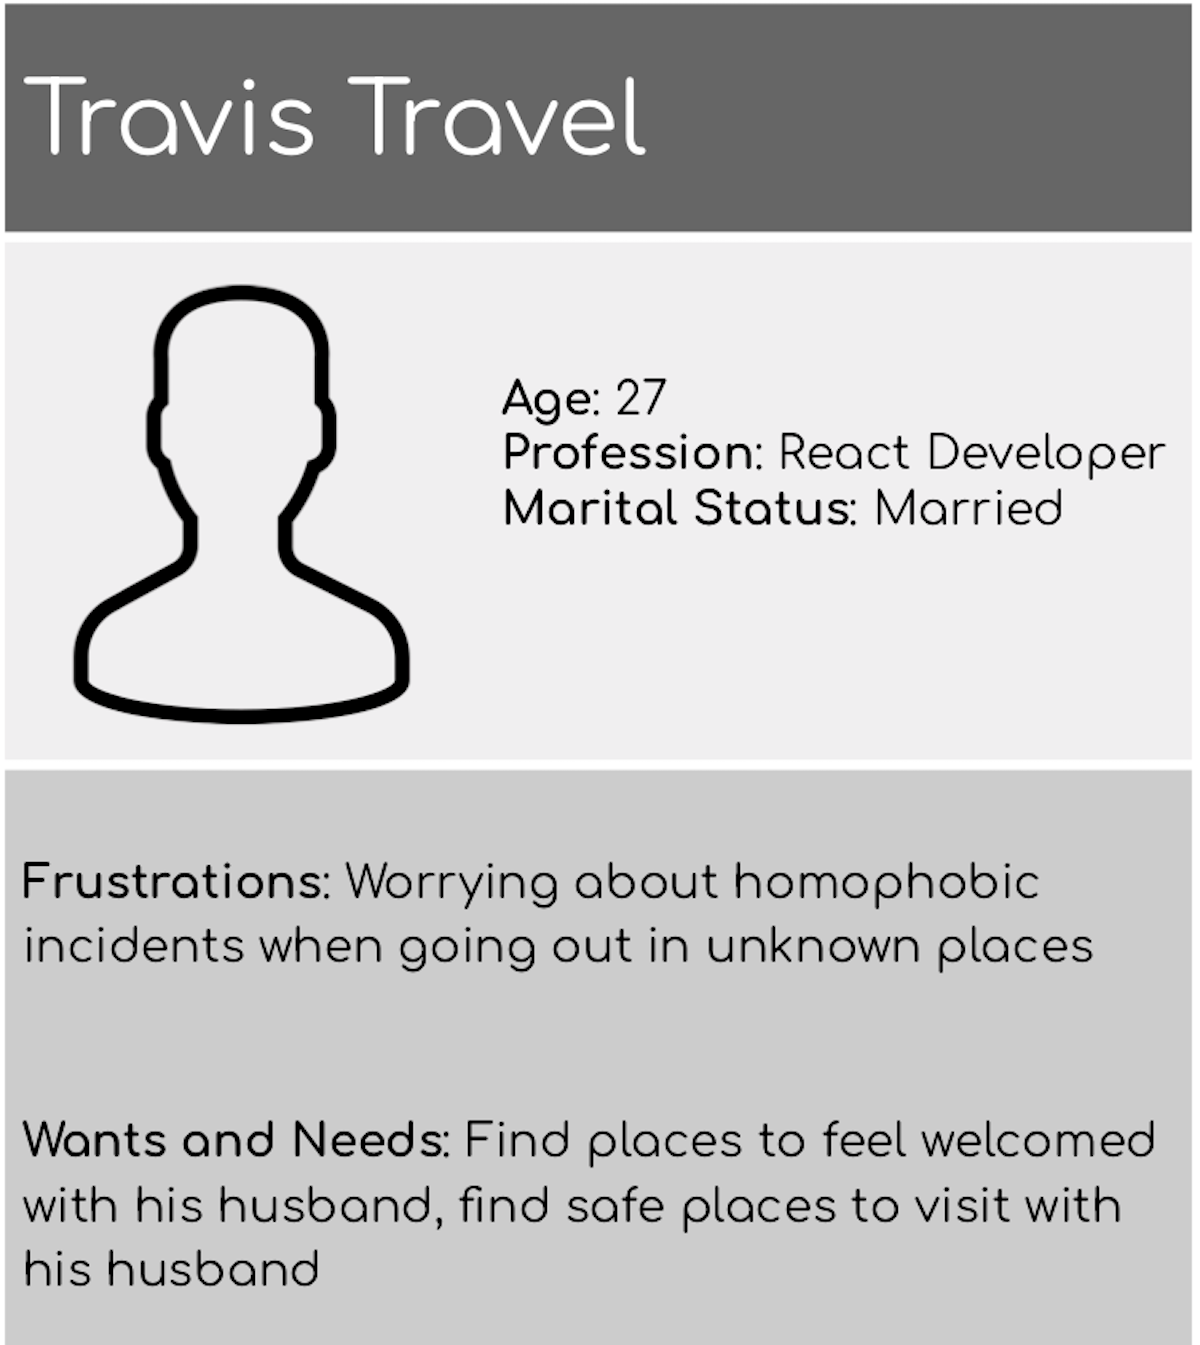 Travis Travel
Age: 27
Profession: React Developer
Marital Status: Married
Frustrations: Worrying about homophobic
incidents when going out in unknown places
Wants and Needs: Find places to feel welcomed
with his husband, find safe places to visit with
his husband